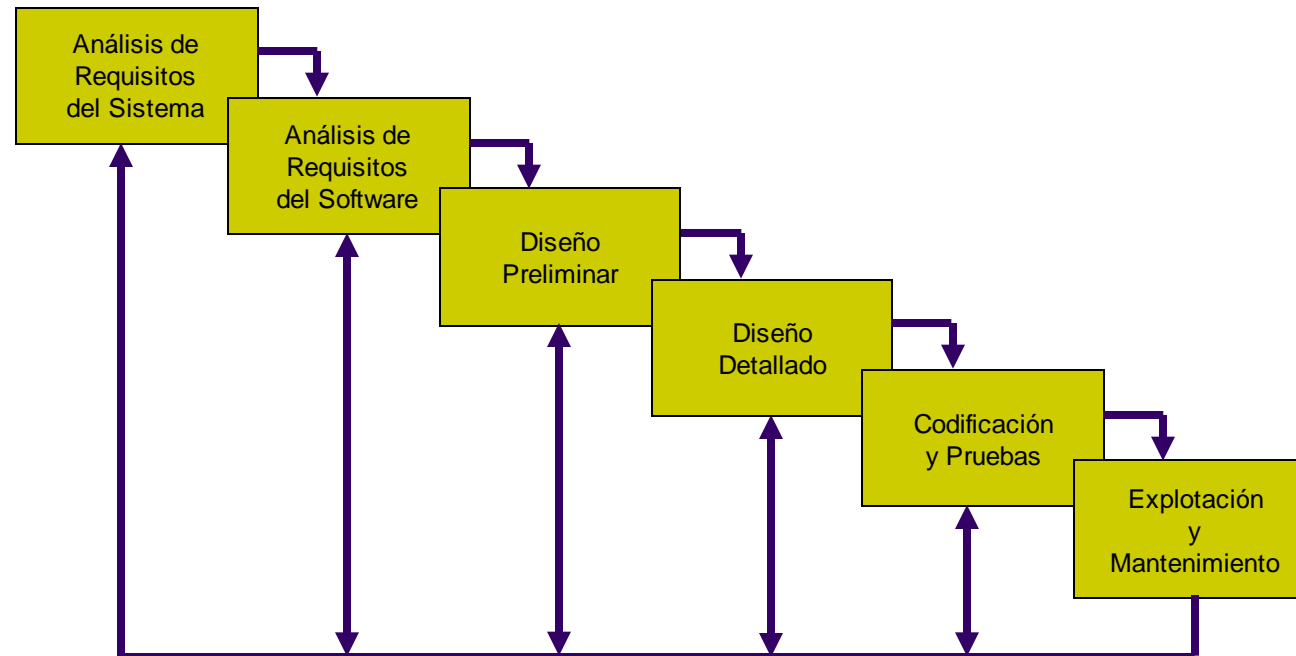 Análisis de
Requisitos
del Sistema
Análisis de
Requisitos
del Software
Diseño
Preliminar
Diseño
Detallado
Codificación
y Pruebas
Explotación
y
Mantenimiento